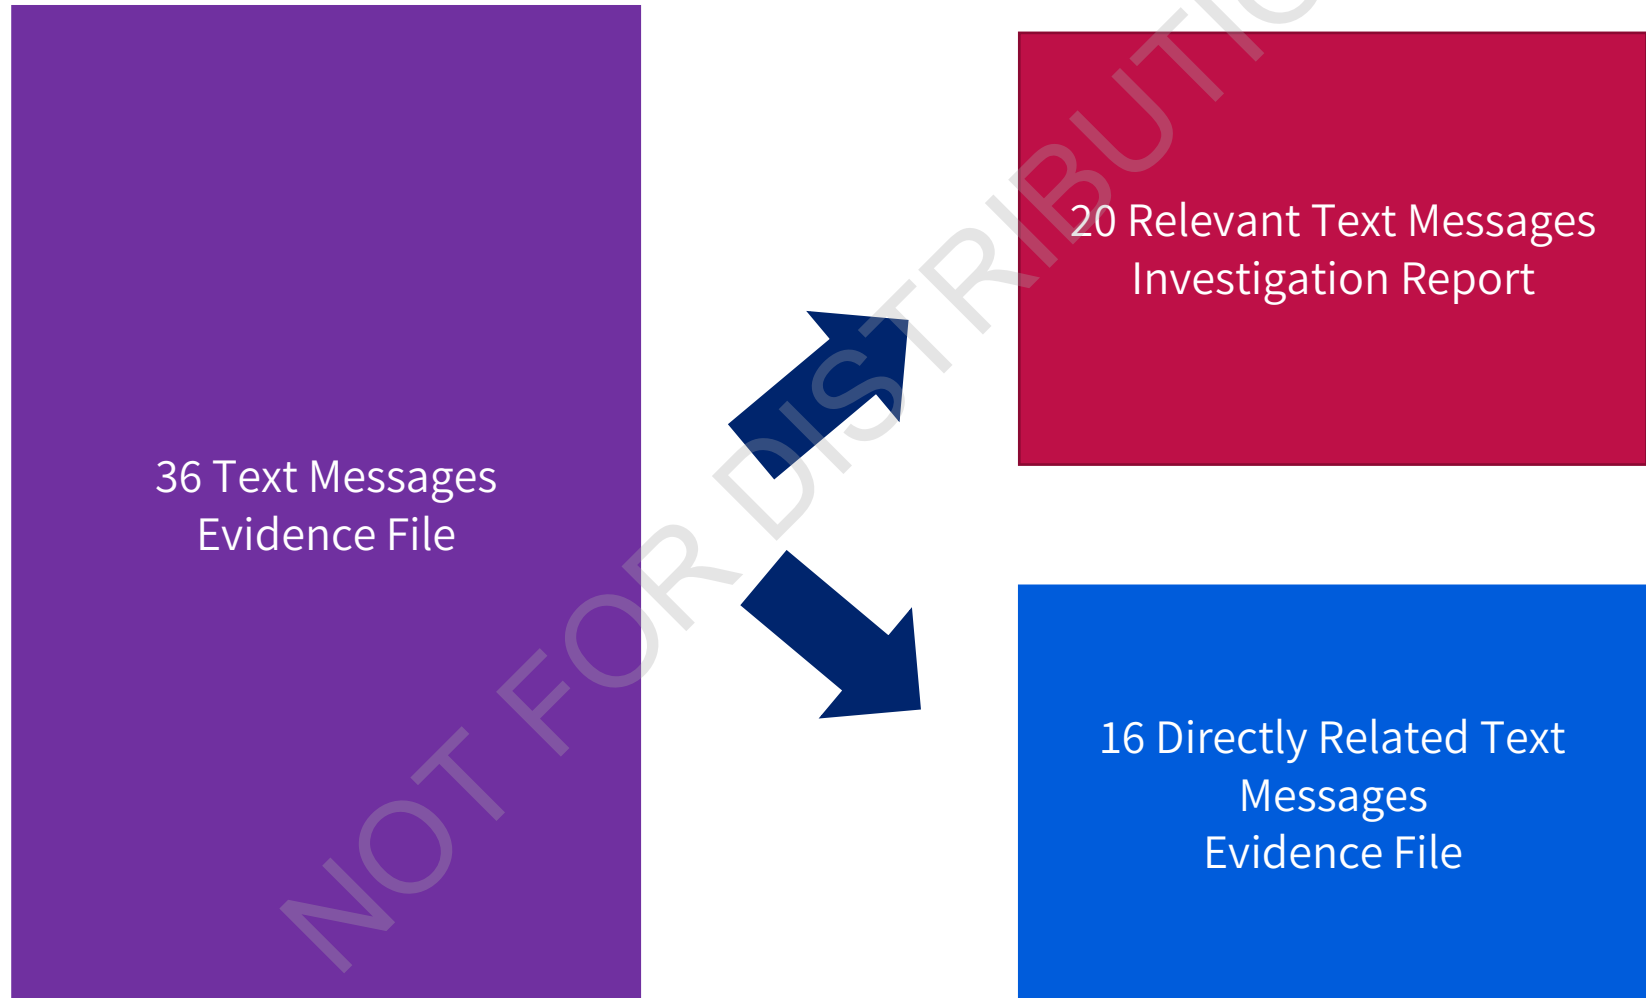 36 Text Messages
Evidence File
20 Relevant Text Messages
Investigation Report
16 Directly Related Text
Messages
Evidence File
NOT FOR DISTRIBUTIO